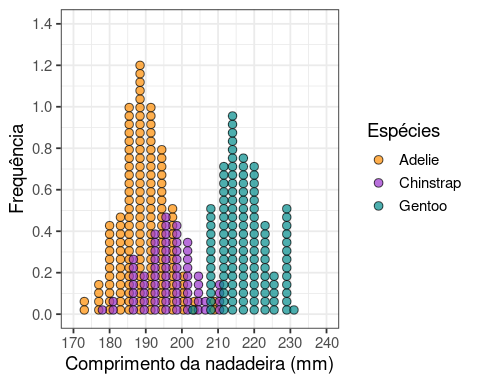 1.4
1.2
1.0
0.8
0.6
0.4
0.2
0.0
Frequência
170 180 190 200 210 220 230 240
Comprimento da nadadeira (mm)
Espécies
Adelie
Chinstrap
Gentoo